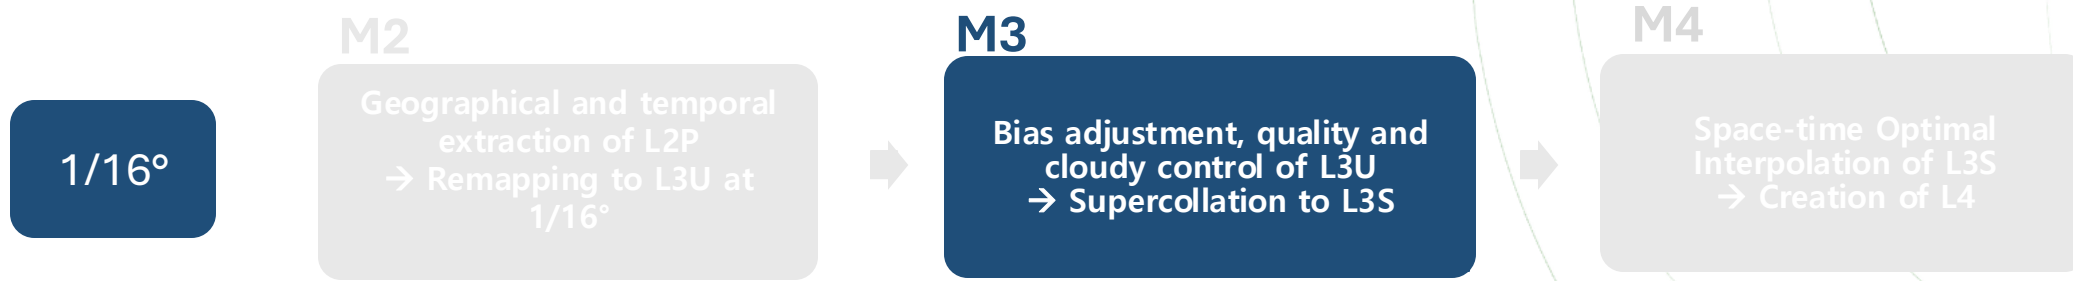 1/16°
M2
Geographical and temporal
extraction of L2P
→ Remapping to L3U at
1/16°
M3
Bias adjustment, quality and
cloudy control of L3U
→ Supercollation to L3S
M4
Space-time Optimal
Interpolation of L3S
→ Creation of L4